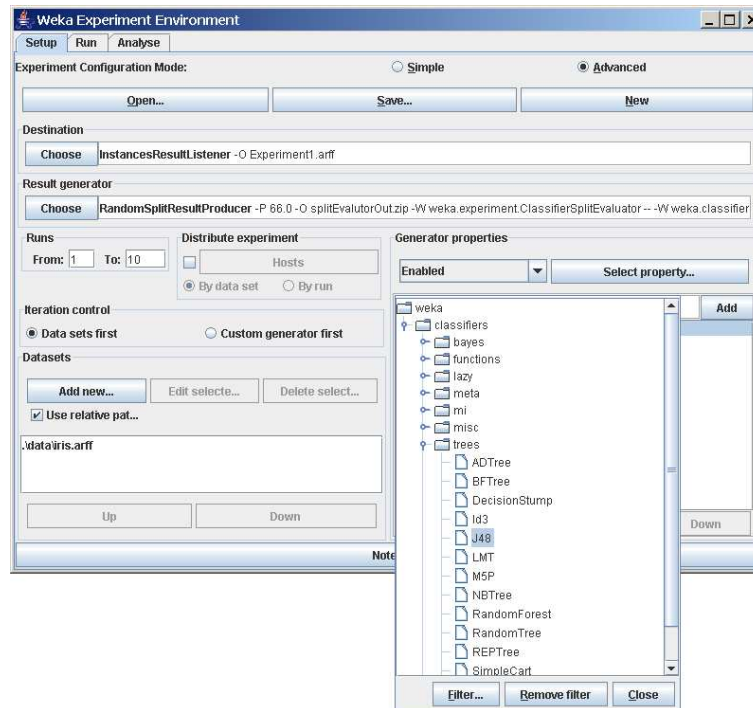 Weka Experiment Environment
Setup Run Analyse
Experiment Configuration Mode: Simple Advanced
Open... Save... New
Destination
Choose InstancesResultListener -O Experiment1.arff
Result generator
Choose RandomSplitResultProducer -P 66.0 -O splitEvalutorOut.zip -W weka.experiment.ClassifierSplitEvaluator -- -W weka.classifier
Runs Distribute experiment Generator properties
From: 1 To: 10 Hosts Enabled Select property...
By data set By run
Iteration control
Data sets first Custom generator first
Datasets
Add new... Edit selecte... Delete select...
Use relative pat...
.\data\iris.arff
Up Down
Note
weka
classifiers
bayes
functions
lazy
meta
mi
misc
trees
ADTree
BFTree
DecisionStump
Id3
J48
LMT
M5P
NBTree
RandomForest
RandomTree
REPTree
SimpleCart
Add
Down
Filter... Remove filter Close